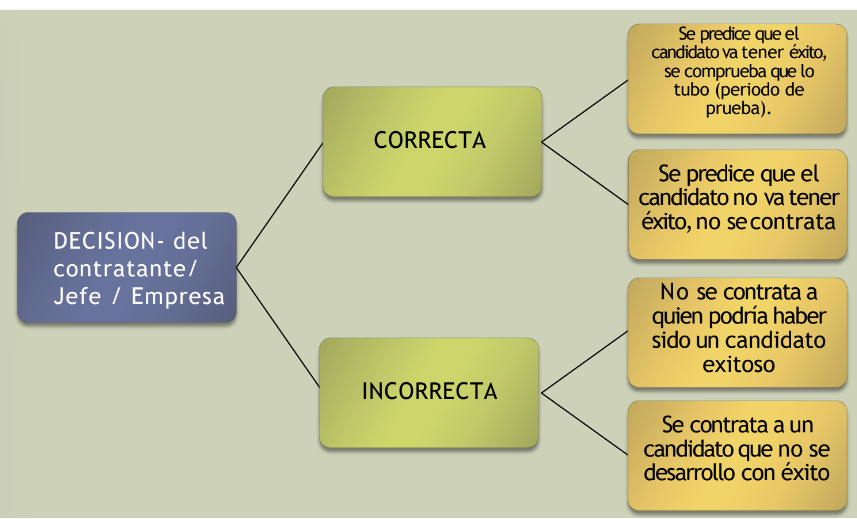 Se predice que el
candidato va tener éxito,
se comprueba que lo
tubo (periodo de
prueba).
CORRECTA
Se predice que el
candidato no va tener
éxito, no se contrata
DECISION- del
contratante/
Jefe / Empresa
No se contrata a
quien podría haber
sido un candidato
exitoso
INCORRECTA
Se contrata a un
candidato que no se
desarrollo con éxito